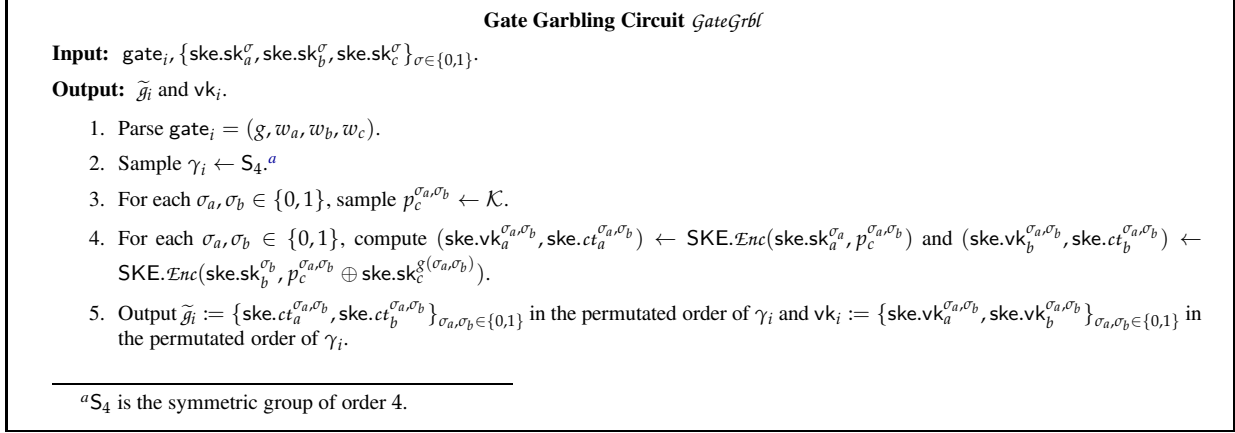 Gate Garbling Circuit GateGrbl
Input: gate_i, {ske.sk_a^σ, ske.sk_b^σ, ske.sk_c^σ}_{σ∈{0,1}}.
Output: g̃_i and vk_i.
1. Parse gate_i = (g, w_a, w_b, w_c).
2. Sample γ_i ← S_4.^a
3. For each σ_a, σ_b ∈ {0,1}, sample p_c^{σ_a,σ_b} ← 𝒦.
4. For each σ_a, σ_b ∈ {0,1}, compute (ske.vk_a^{σ_a,σ_b}, ske.ct_a^{σ_a,σ_b}) ← SKE.Enc(ske.sk_a^{σ_a}, p_c^{σ_a,σ_b}) and (ske.vk_b^{σ_a,σ_b}, ske.ct_b^{σ_a,σ_b}) ←
SKE.Enc(ske.sk_b^{σ_b}, p_c^{σ_a,σ_b} ⊕ ske.sk_c^{g(σ_a,σ_b)}).
5. Output g̃_i := {ske.ct_a^{σ_a,σ_b}, ske.ct_b^{σ_a,σ_b}}_{σ_a,σ_b∈{0,1}} in the permutated order of γ_i and vk_i := {ske.vk_a^{σ_a,σ_b}, ske.vk_b^{σ_a,σ_b}}_{σ_a,σ_b∈{0,1}} in
the permutated order of γ_i.
^a S_4 is the symmetric group of order 4.